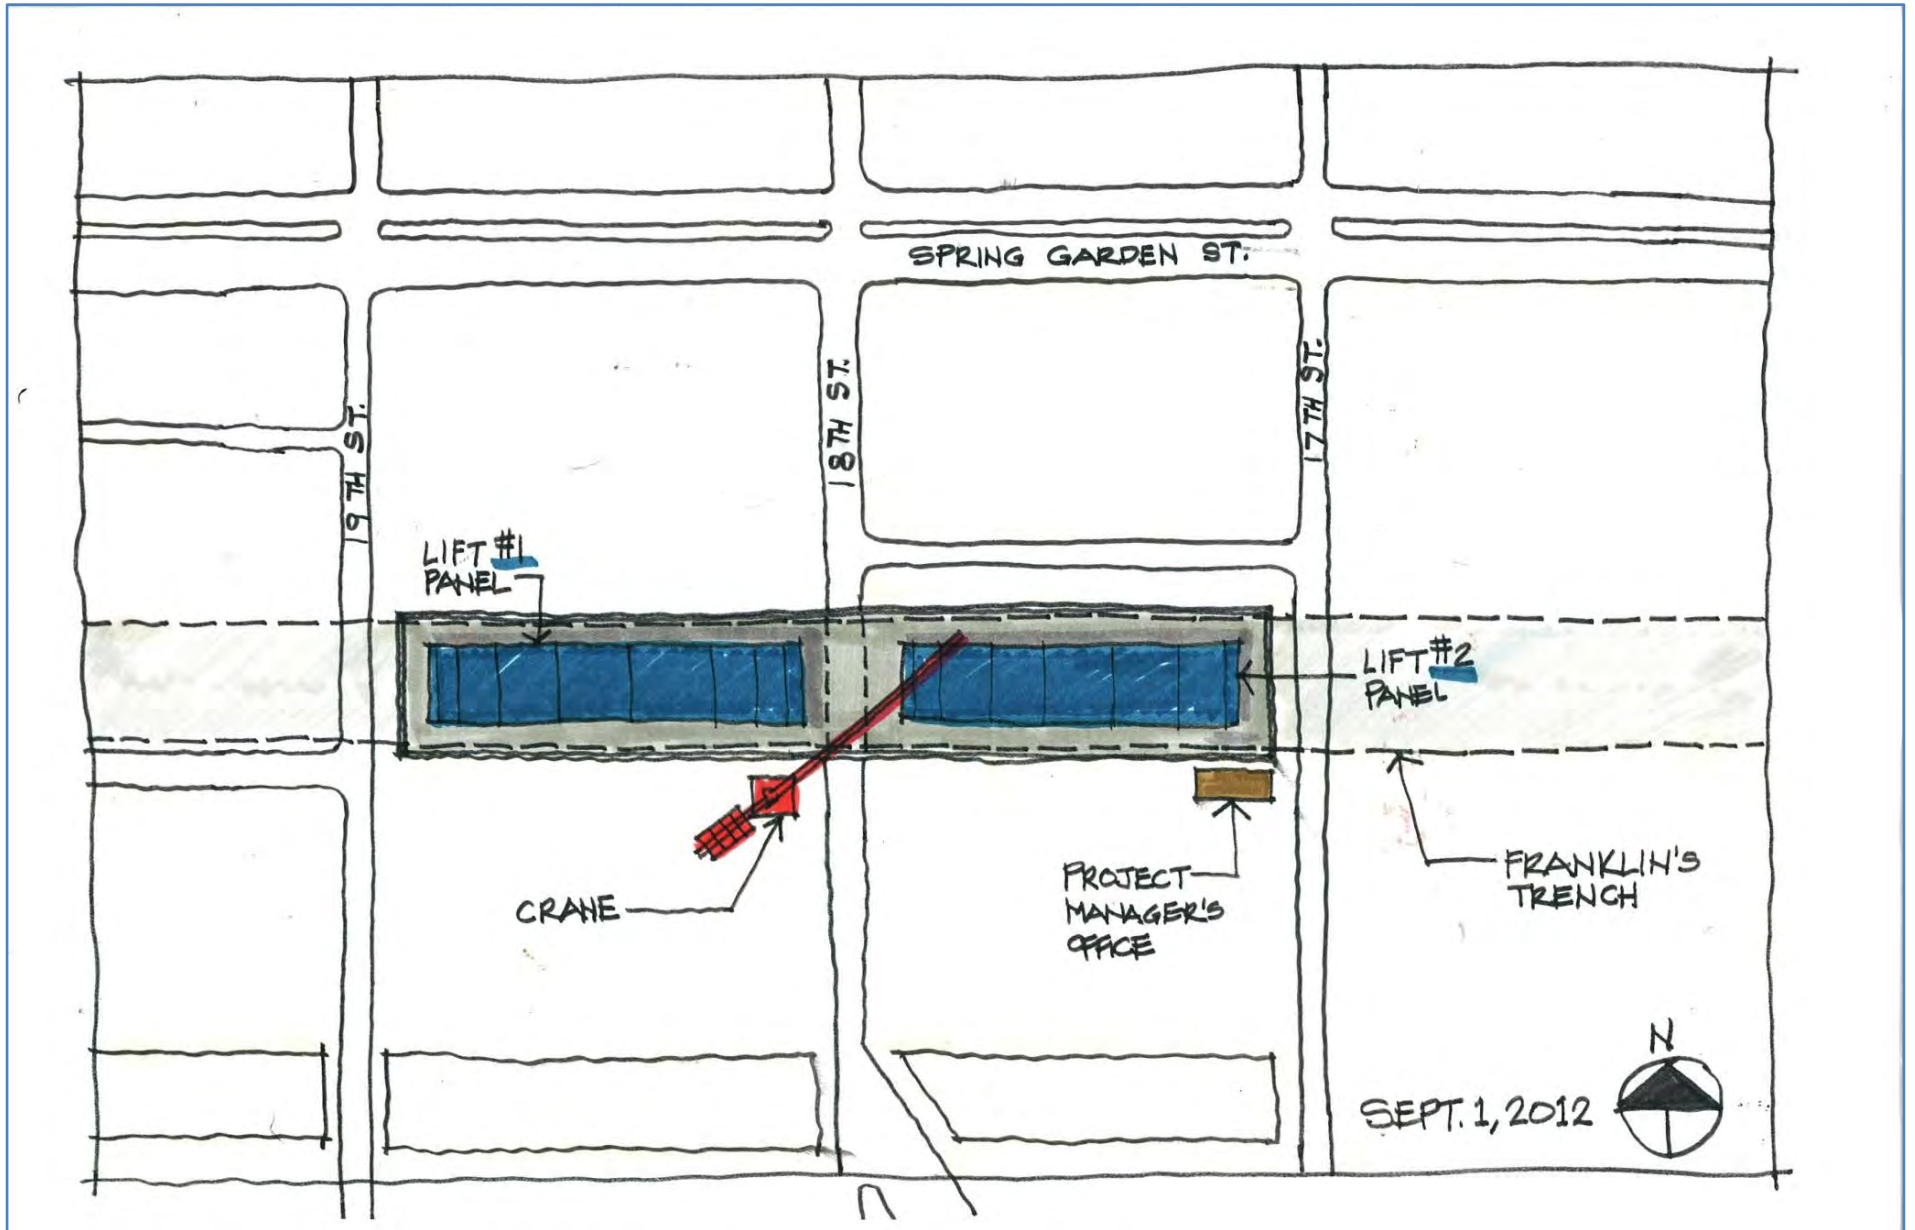 SPRING GARDEN ST.
19TH ST.
18TH ST.
17TH ST.
LIFT #1
PANEL
LIFT #2
PANEL
CRANE
PROJECT
MANAGER'S
OFFICE
FRANKLIN'S
TRENCH
N
SEPT. 1, 2012